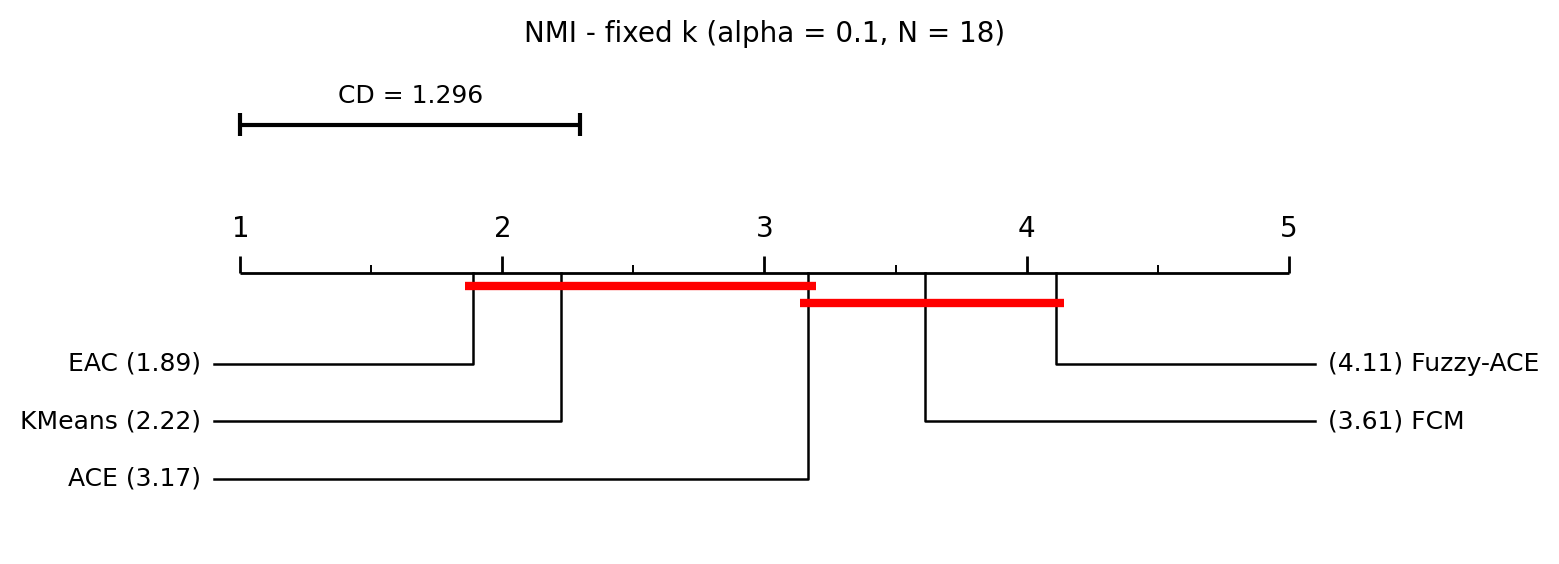 NMI - fixed k (alpha = 0.1, N = 18)
CD = 1.296
1 2 3 4 5
EAC (1.89) (4.11) Fuzzy-ACE
KMeans (2.22) (3.61) FCM
ACE (3.17)